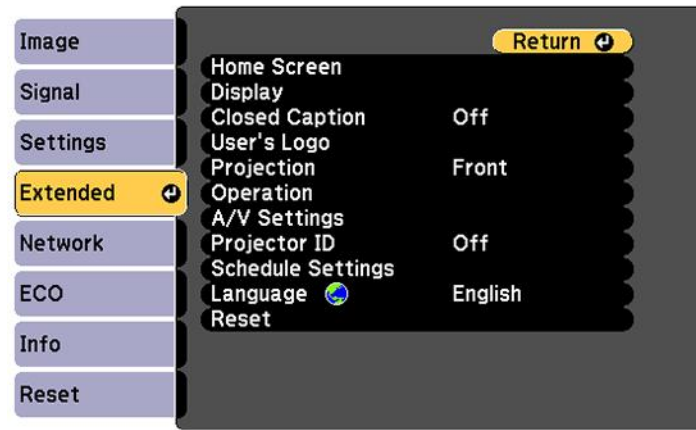 Image
Signal
Settings
Extended
Network
ECO
Info
Reset
Return
Home Screen
Display
Closed Caption Off
User's Logo
Projection Front
Operation
A/V Settings
Projector ID Off
Schedule Settings
Language English
Reset